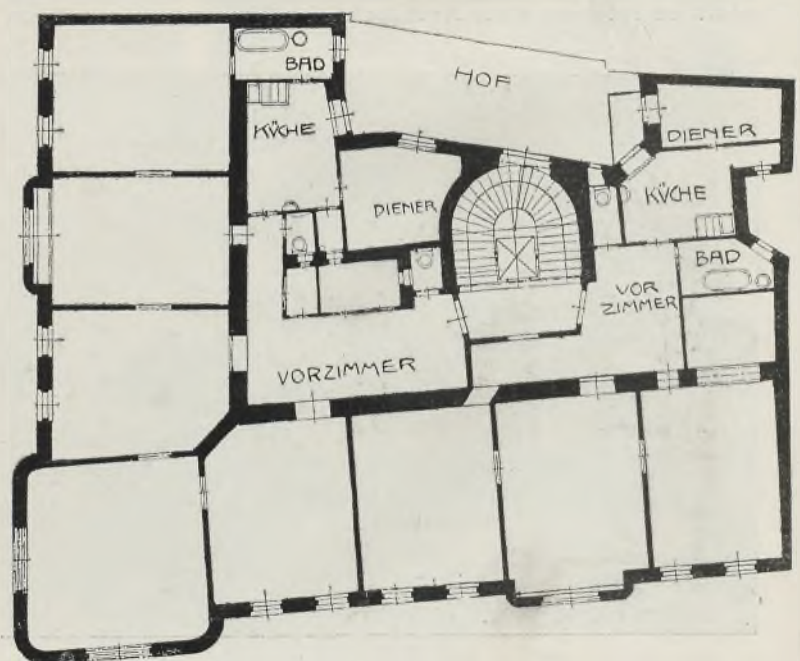 BAD
HOF
KÜCHE
DIENER
DIENER
KÜCHE
BAD
VOR
ZIMMER
VORZIMMER